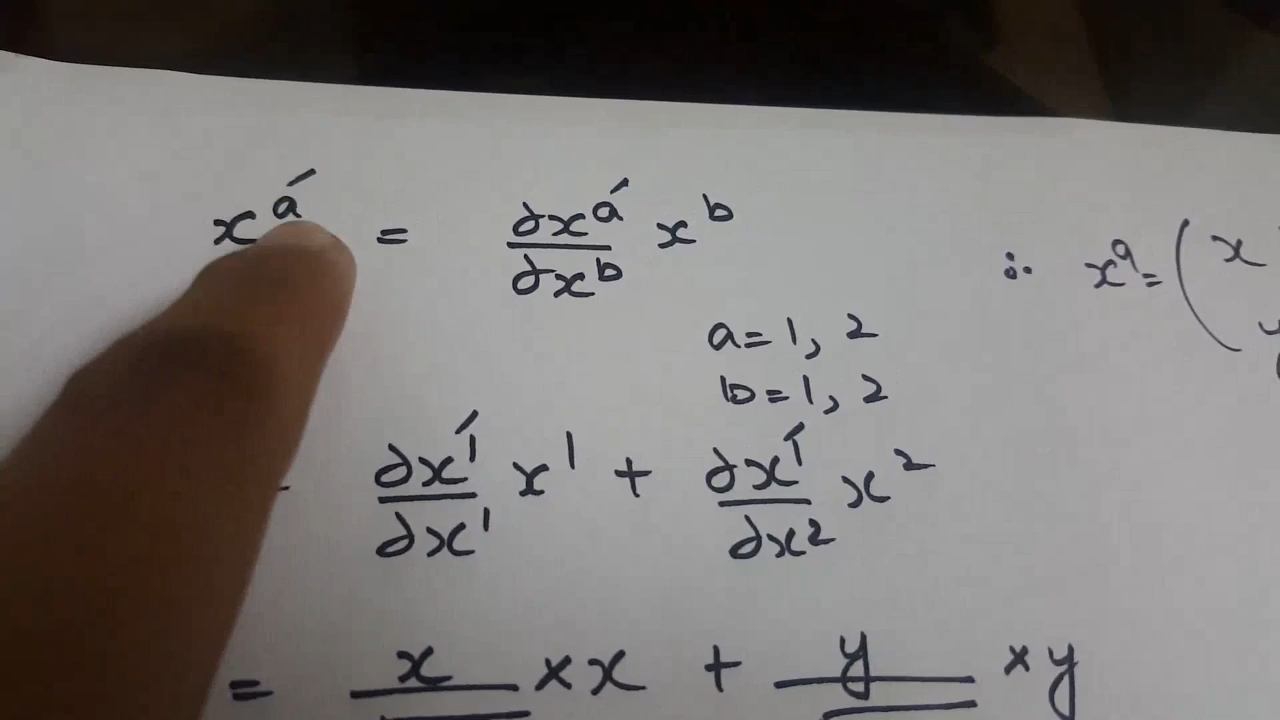 x^a′ = ∂x^a′/∂x^b x^b ∴ x^a = ( x
a = 1, 2
b = 1, 2
∂x^1′/∂x^1 x^1 + ∂x^1′/∂x^2 x^2
= x/ × x + y/ × y